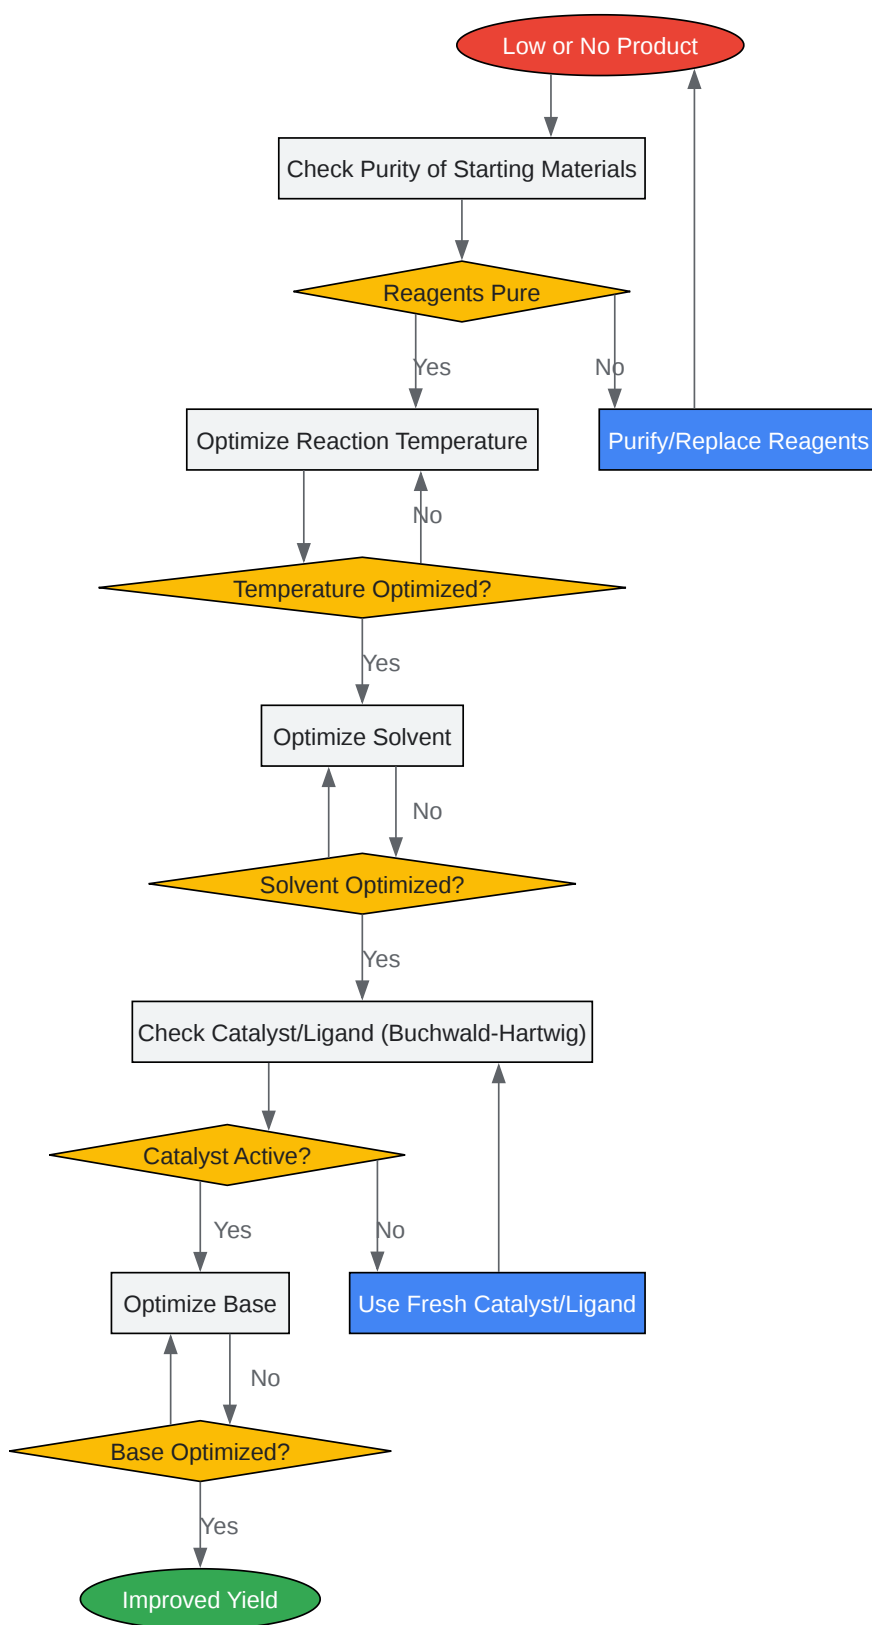 Low or No Product
Check Purity of Starting Materials
Reagents Pure
Yes
No
Optimize Reaction Temperature
Purify/Replace Reagents
No
Temperature Optimized?
Yes
Optimize Solvent
No
Solvent Optimized?
Yes
Check Catalyst/Ligand (Buchwald-Hartwig)
Catalyst Active?
Yes
No
Optimize Base
Use Fresh Catalyst/Ligand
No
Base Optimized?
Yes
Improved Yield